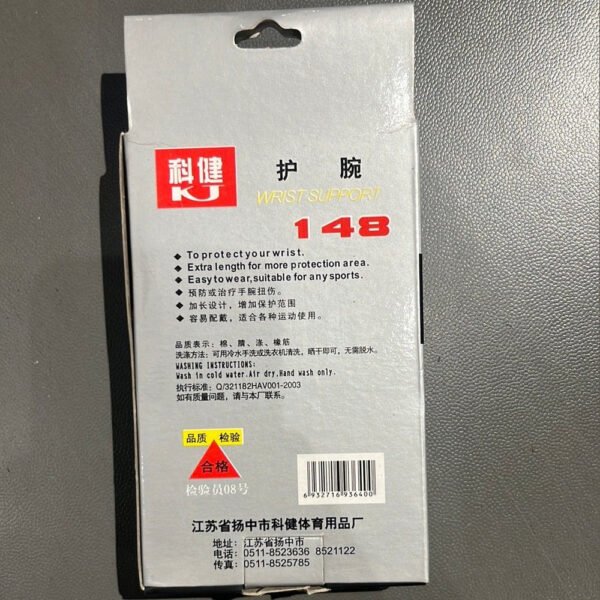 科健
KJ
护 腕
WRIST SUPPORT
148
◆ To protect your wrist.
◆ Extra length for more protection area.
◆ Easy to wear,suitable for any sports.
◆ 预防或治疗手腕扭伤。
◆ 加长设计，增加保护范围
◆ 容易配戴，适合各种运动使用。
品质表示：棉、腈、涤、橡筋
洗涤方法：可用冷水手洗或洗衣机清洗，晒干即可，无需脱水。
WASHING INSTRUCTIONS:
Wash in cold water.Air dry.Hand wash only.
执行标准：Q/321182HAV001-2003
如有质量问题，请与本厂联系。
品质 检验
合格
检验员08号
6 932716 936400
江苏省扬中市科健体育用品厂
地址：江苏省扬中市
电话：0511-8523636 8521122
传真：0511-8525785